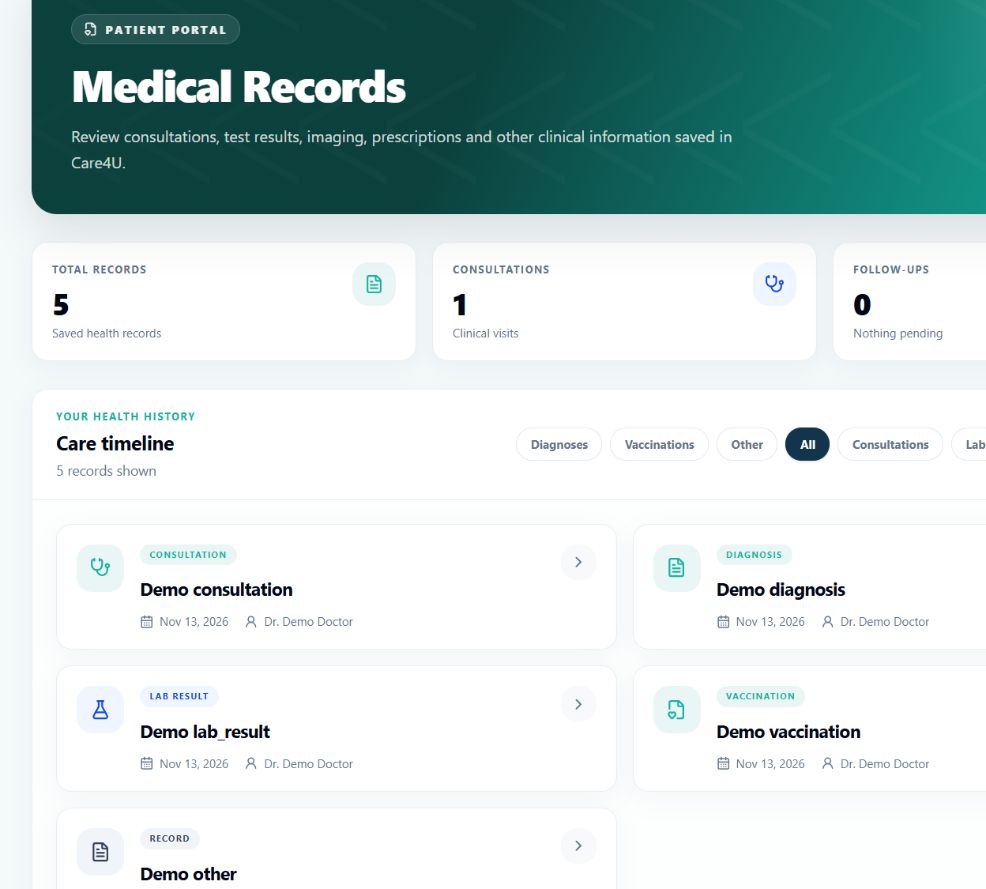 PATIENT PORTAL
Medical Records
Review consultations, test results, imaging, prescriptions and other clinical information saved in
Care4U.
TOTAL RECORDS
5
Saved health records
CONSULTATIONS
1
Clinical visits
FOLLOW-UPS
0
Nothing pending
YOUR HEALTH HISTORY
Care timeline
5 records shown
Diagnoses
Vaccinations
Other
All
Consultations
Lab
CONSULTATION
Demo consultation
Nov 13, 2026 Dr. Demo Doctor
DIAGNOSIS
Demo diagnosis
Nov 13, 2026 Dr. Demo Doctor
LAB RESULT
Demo lab_result
Nov 13, 2026 Dr. Demo Doctor
VACCINATION
Demo vaccination
Nov 13, 2026 Dr. Demo Doctor
RECORD
Demo other